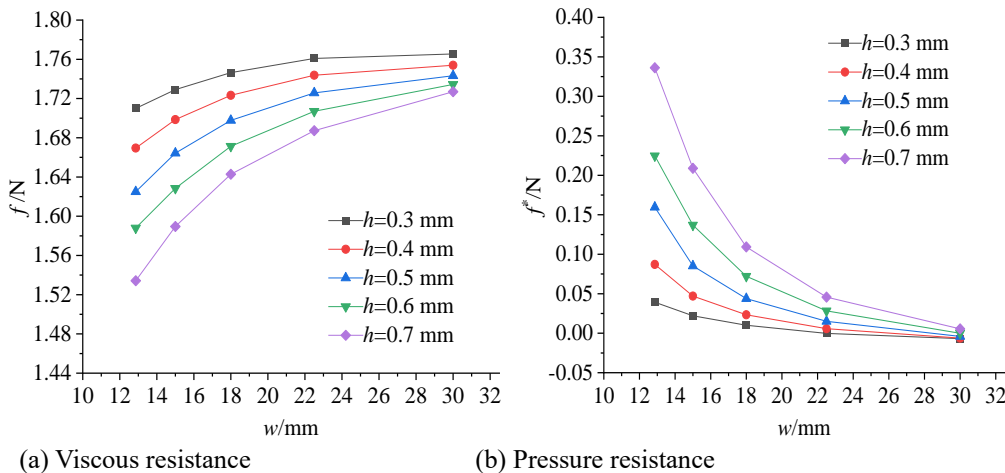 1.80
1.76
1.72
1.68
1.64
1.60
1.56
1.52
1.48
1.44
f/N
h=0.3 mm
h=0.4 mm
h=0.5 mm
h=0.6 mm
h=0.7 mm
10 12 14 16 18 20 22 24 26 28 30 32
w/mm
(a) Viscous resistance
0.40
0.35
0.30
0.25
0.20
0.15
0.10
0.05
0.00
-0.05
f*/N
h=0.3 mm
h=0.4 mm
h=0.5 mm
h=0.6 mm
h=0.7 mm
10 12 14 16 18 20 22 24 26 28 30 32
w/mm
(b) Pressure resistance